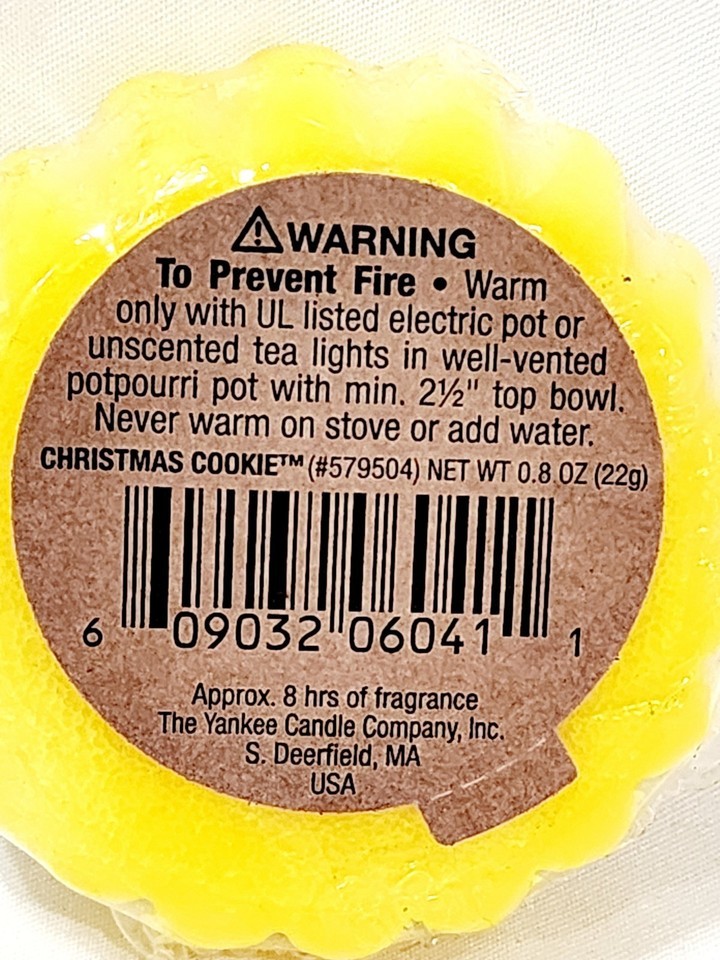 ⚠WARNING
To Prevent Fire • Warm
only with UL listed electric pot or
unscented tea lights in well-vented
potpourri pot with min. 2½" top bowl.
Never warm on stove or add water.
CHRISTMAS COOKIE™ (#579504) NET WT 0.8 OZ (22g)
6 09032 06041 1
Approx. 8 hrs of fragrance
The Yankee Candle Company, Inc.
S. Deerfield, MA
USA